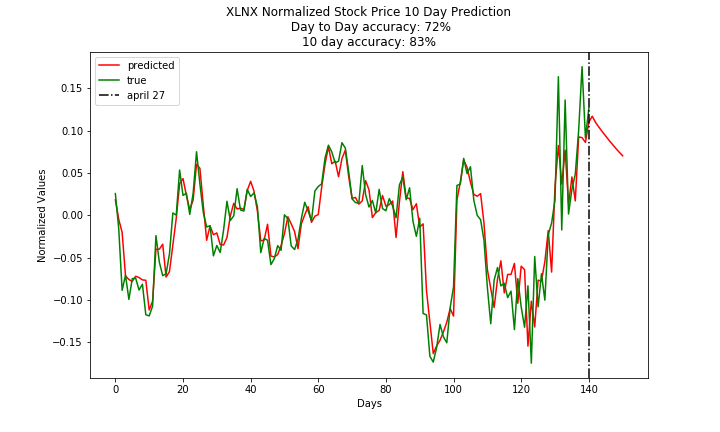 XLNX Normalized Stock Price 10 Day Prediction
Day to Day accuracy: 72%
10 day accuracy: 83%
predicted
true
april 27
Normalized Values
0.15
0.10
0.05
0.00
−0.05
−0.10
−0.15
0 20 40 60 80 100 120 140
Days